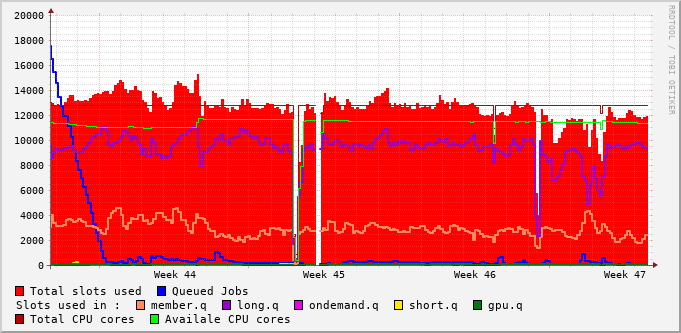 20000
18000
16000
14000
12000
10000
8000
6000
4000
2000
0
Week 44 Week 45 Week 46 Week 47
Total slots used Queued Jobs
Slots used in : member.q long.q ondemand.q short.q gpu.q
Total CPU cores Availale CPU cores
RRDTOOL / TOBI OETIKER